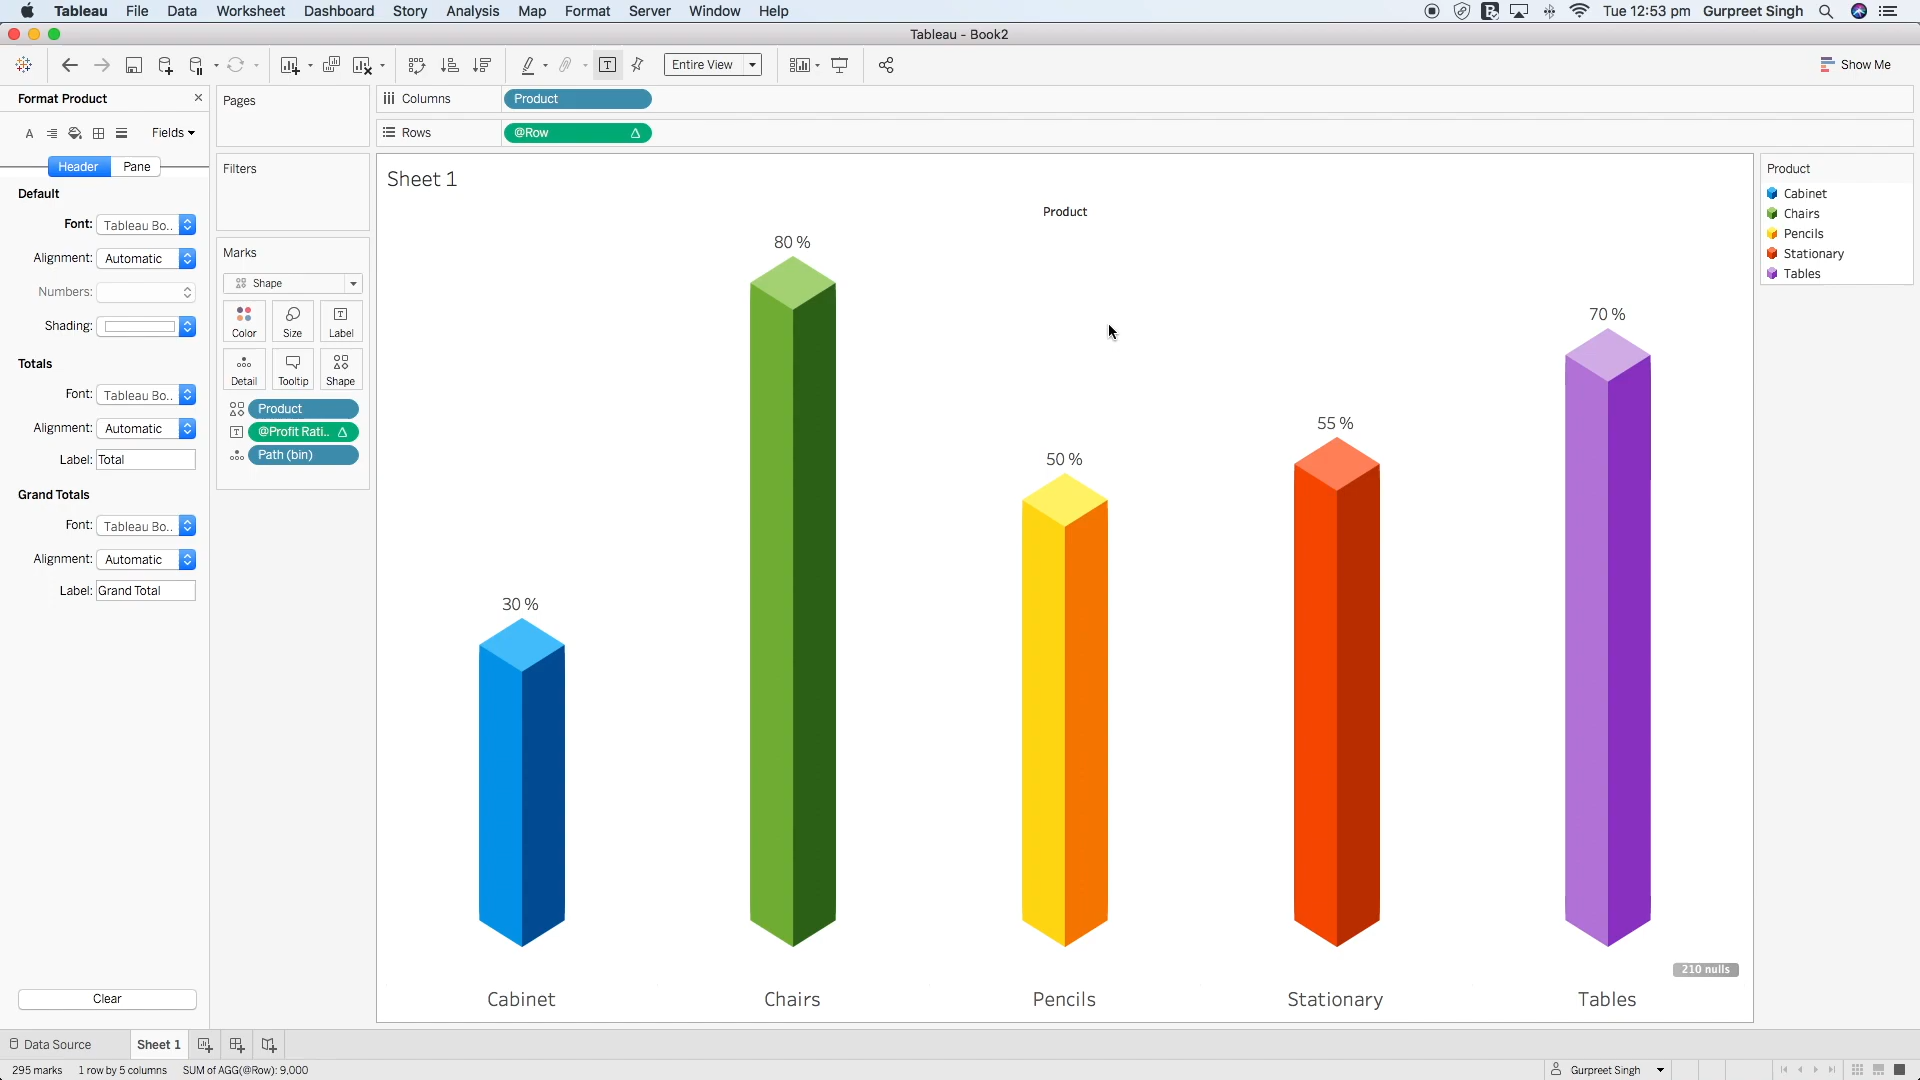 Tableau File Data Worksheet Dashboard Story Analysis Map Format Server Window Help
Tue 12:53 pm Gurpreet Singh
Tableau - Book2
Entire View
Show Me
Format Product
Fields
Header Pane
Default
Font: Tableau Bo..
Alignment: Automatic
Numbers:
Shading:
Totals
Font: Tableau Bo..
Alignment: Automatic
Label: Total
Grand Totals
Font: Tableau Bo..
Alignment: Automatic
Label: Grand Total
Clear
Pages
Filters
Marks
Shape
Color Size Label
Detail Tooltip Shape
Product
@Profit Rati..
Path (bin)
Columns Product
Rows @Row
Sheet 1
Product
80 %
70 %
55 %
50 %
30 %
210 nulls
Cabinet Chairs Pencils Stationary Tables
Product
Cabinet
Chairs
Pencils
Stationary
Tables
Data Source Sheet 1
295 marks 1 row by 5 columns SUM of AGG(@Row): 9,000
Gurpreet Singh